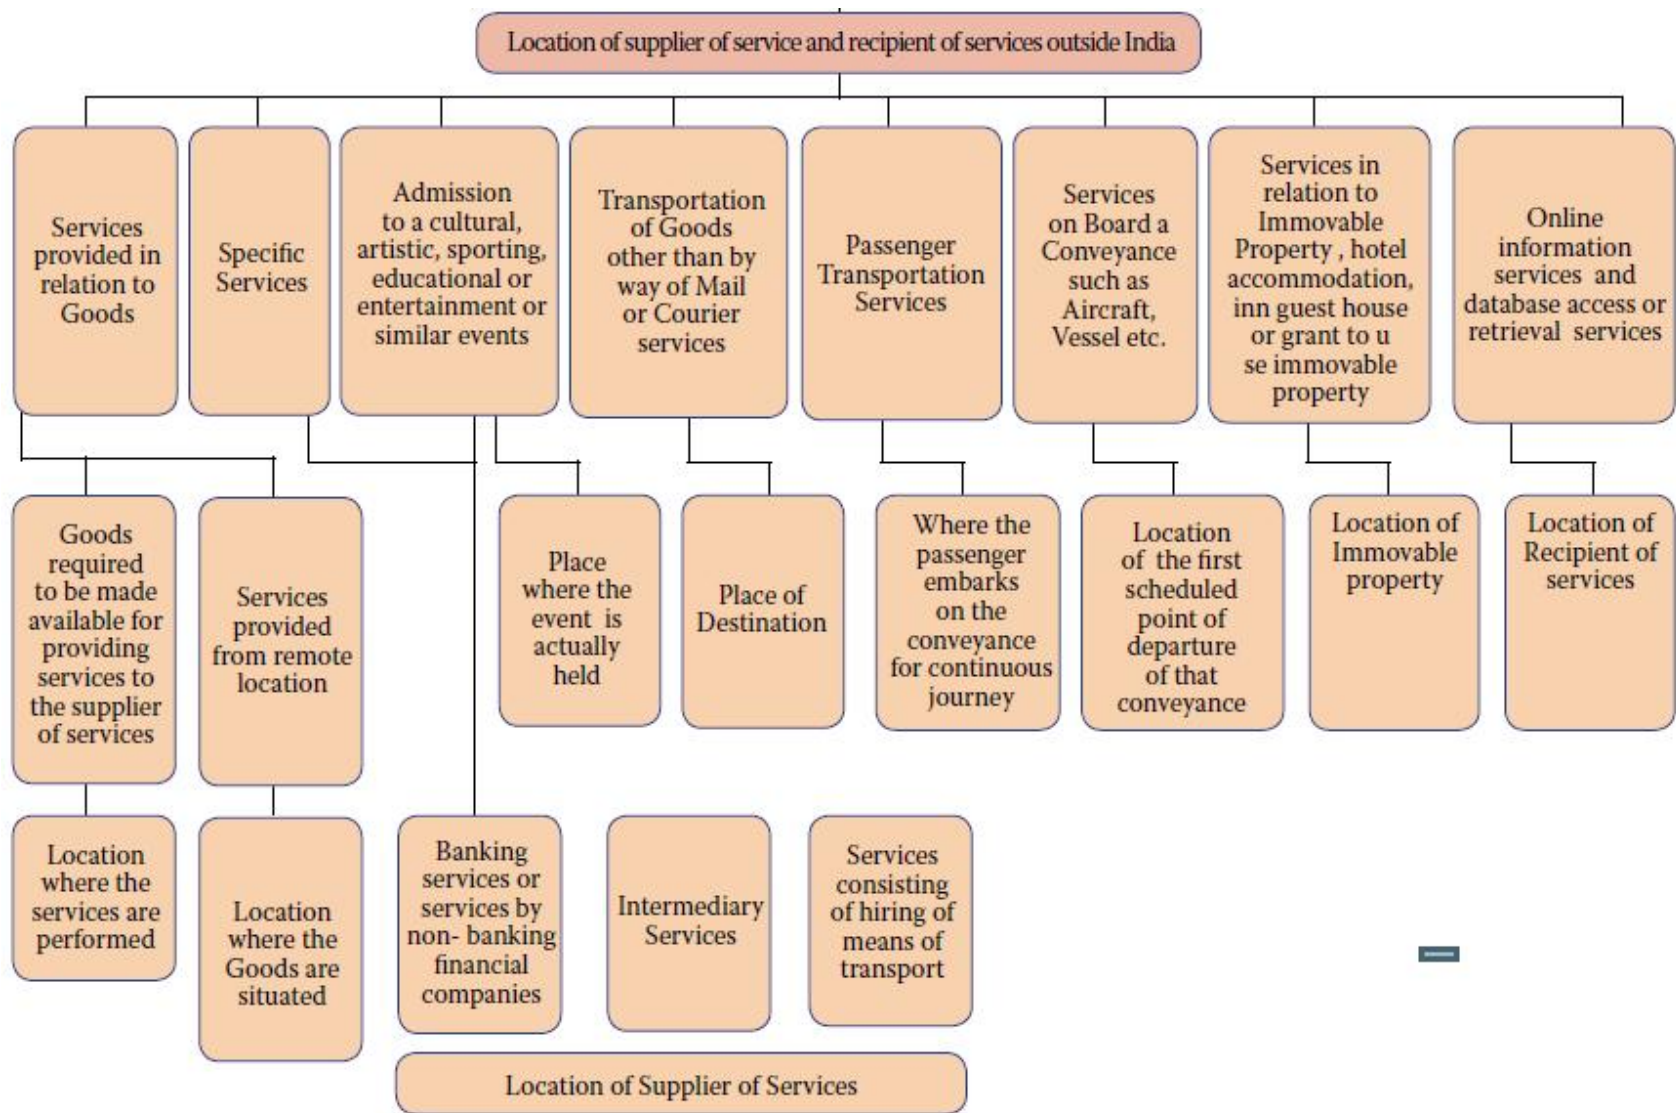 Location of supplier of service and recipient of services outside India
Services
provided in
relation to
Goods
Specific
Services
Admission
to a cultural,
artistic, sporting,
educational or
entertainment or
similar events
Transportation
of Goods
other than by
way of Mail
or Courier
services
Passenger
Transportation
Services
Services
on Board a
Conveyance
such as
Aircraft,
Vessel etc.
Services in
relation to
Immovable
Property , hotel
accommodation,
inn guest house
or grant to u
se immovable
property
Online
information
services and
database access or
retrieval services
Goods
required
to be made
available for
providing
services to
the supplier
of services
Services
provided
from remote
location
Place
where the
event is
actually
held
Place of
Destination
Where the
passenger
embarks
on the
conveyance
for continuous
journey
Location
of the first
scheduled
point of
departure
of that
conveyance
Location of
Immovable
property
Location of
Recipient of
services
Location
where the
services are
performed
Location
where the
Goods are
situated
Banking
services or
services by
non- banking
financial
companies
Intermediary
Services
Services
consisting
of hiring of
means of
transport
Location of Supplier of Services